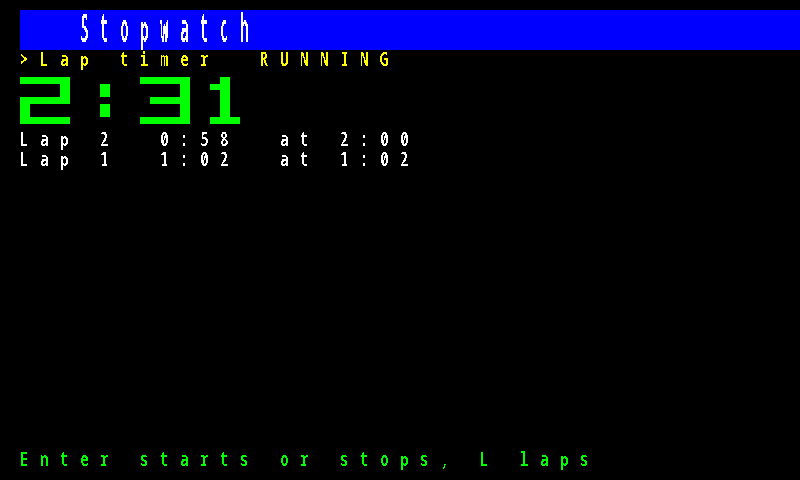 Stopwatch
>Lap timer RUNNING
2:31
Lap 2 0:58 at 2:00
Lap 1 1:02 at 1:02
Enter starts or stops, L laps